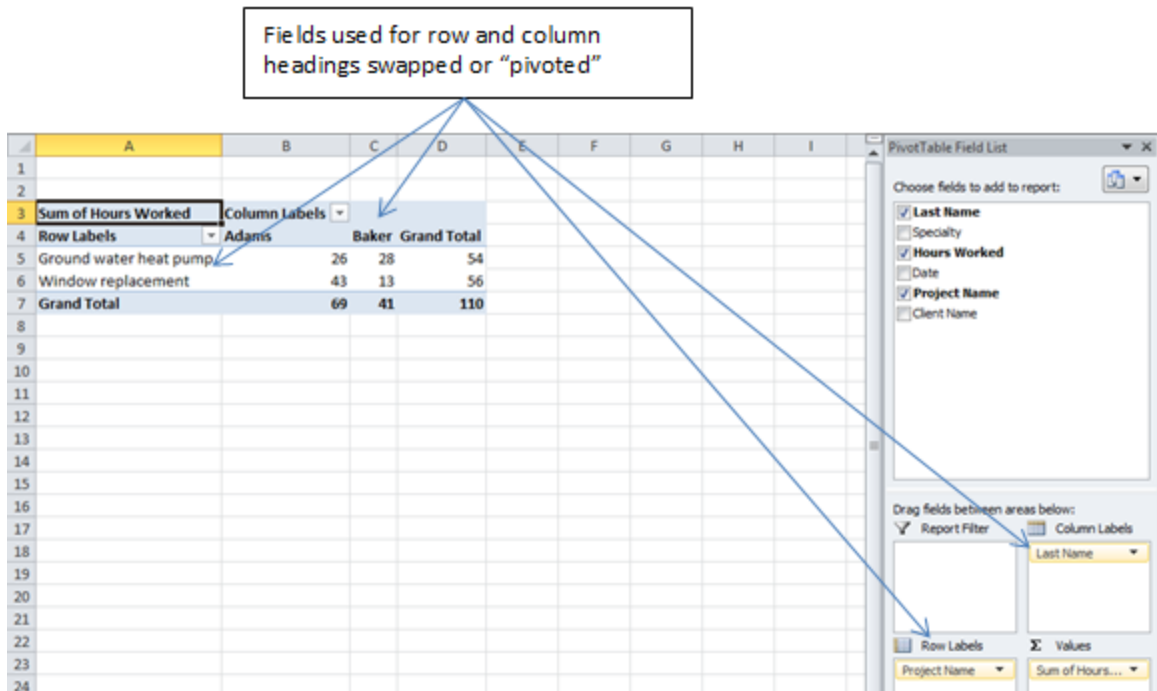 Fields used for row and column
headings swapped or “pivoted”
A B C D E F G H I
PivotTable Field List
1
2
Choose fields to add to report:
3 Sum of Hours Worked Column Labels
4 Row Labels Adams Baker Grand Total
5 Ground water heat pump 26 28 54
6 Window replacement 43 13 56
7 Grand Total 69 41 110
8
9
10
11
12
13
14
15
16
17
18
19
20
21
22
23
24
Last Name
Specialty
Hours Worked
Date
Project Name
Client Name
Drag fields between areas below:
Report Filter Column Labels
Last Name
Row Labels Σ Values
Project Name Sum of Hours...